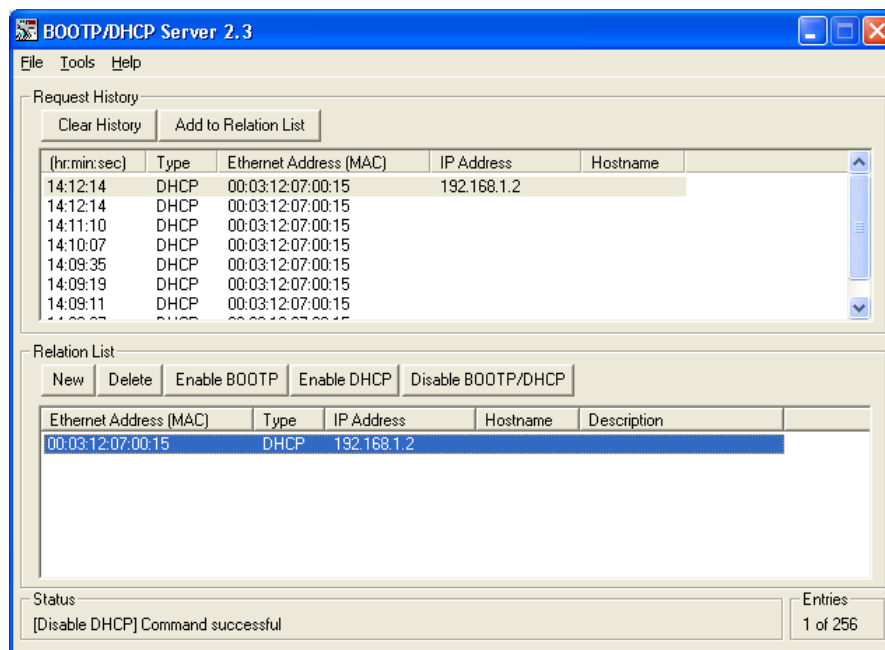 BOOTP/DHCP Server 2.3
File Tools Help
Request History
Clear History Add to Relation List
(hr:min:sec) Type Ethernet Address (MAC) IP Address Hostname
14:12:14 DHCP 00:03:12:07:00:15 192.168.1.2
14:12:14 DHCP 00:03:12:07:00:15
14:11:10 DHCP 00:03:12:07:00:15
14:10:07 DHCP 00:03:12:07:00:15
14:09:35 DHCP 00:03:12:07:00:15
14:09:19 DHCP 00:03:12:07:00:15
14:09:11 DHCP 00:03:12:07:00:15
Relation List
New Delete Enable BOOTP Enable DHCP Disable BOOTP/DHCP
Ethernet Address (MAC) Type IP Address Hostname Description
00:03:12:07:00:15 DHCP 192.168.1.2
Status
[Disable DHCP] Command successful
Entries
1 of 256